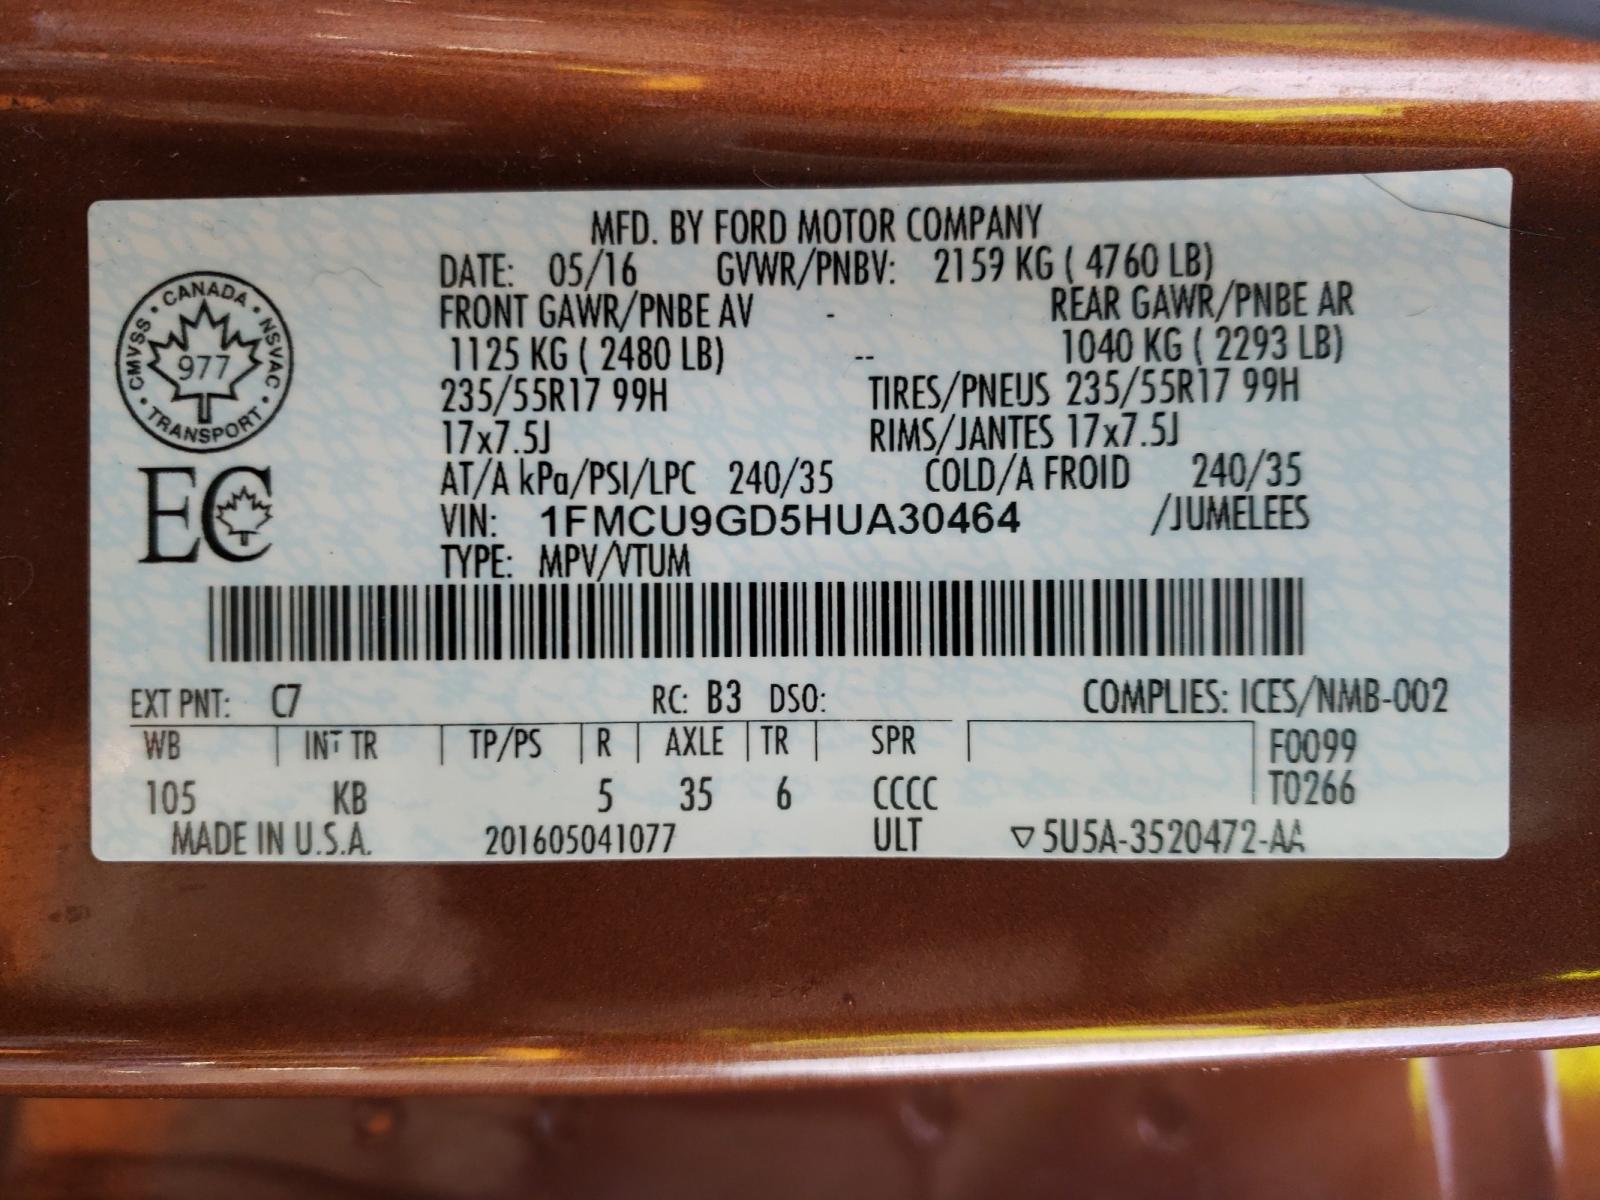 MFD. BY FORD MOTOR COMPANY
DATE: 05/16 GVWR/PNBV: 2159 KG ( 4760 LB)
FRONT GAWR/PNBE AV - REAR GAWR/PNBE AR
1125 KG ( 2480 LB) -- 1040 KG ( 2293 LB)
235/55R17 99H TIRES/PNEUS 235/55R17 99H
17x7.5J RIMS/JANTES 17x7.5J
AT/A kPa/PSI/LPC 240/35 COLD/A FROID 240/35
VIN: 1FMCU9GD5HUA30464 /JUMELEES
TYPE: MPV/VTUM
CANADA
CMVSS · NSVAC
977
TRANSPORT
EC
EXT PNT: C7 RC: B3 DSO: COMPLIES: ICES/NMB-002
WB INT TR TP/PS R AXLE TR SPR F0099
T0266
105 KB 5 35 6 CCCC
MADE IN U.S.A. 201605041077 ULT ▽5U5A-3520472-AA